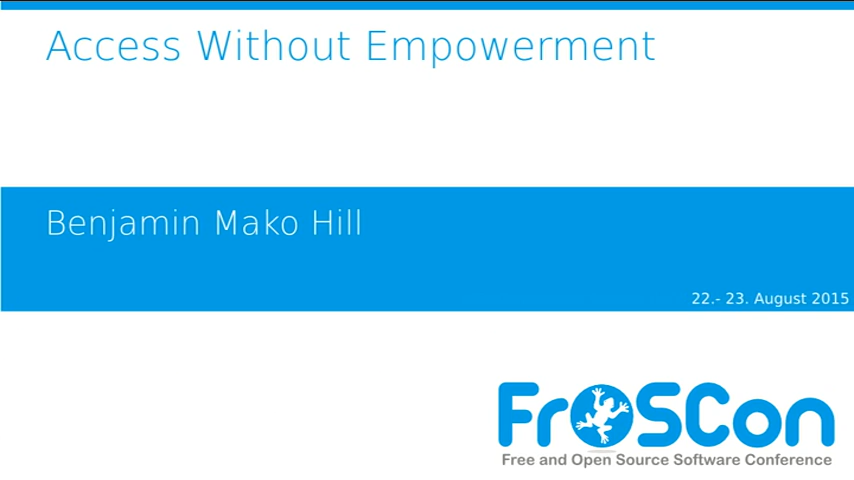 Access Without Empowerment
Benjamin Mako Hill
22.- 23. August 2015
FrOSCon
Free and Open Source Software Conference